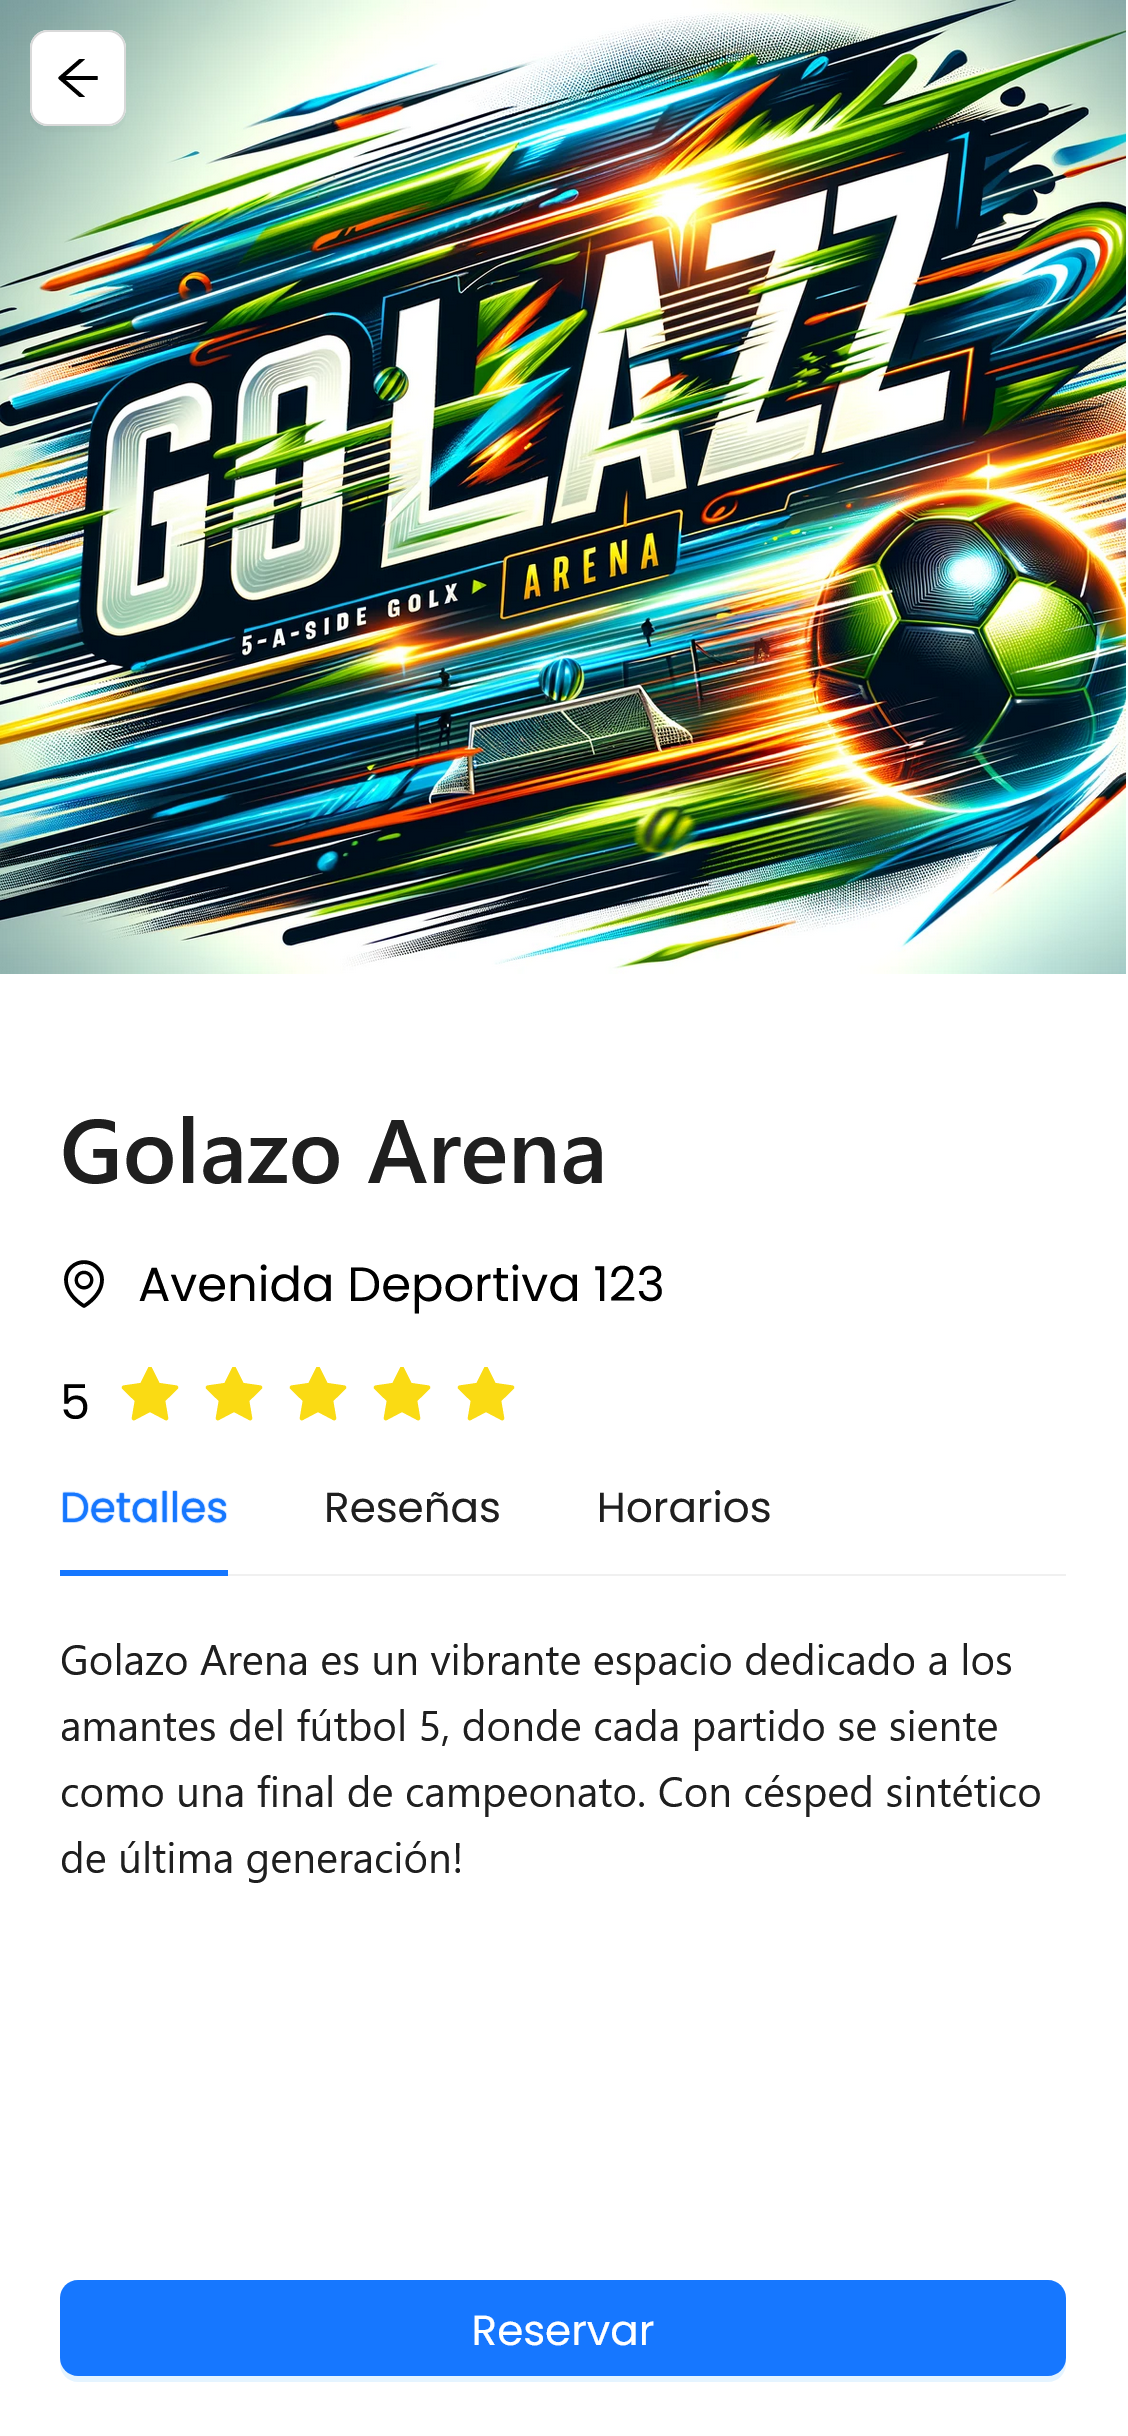 GOLAZZ
5-A-SIDE GOLX ARENA
Golazo Arena
Avenida Deportiva 123
5
Detalles Reseñas Horarios
Golazo Arena es un vibrante espacio dedicado a los
amantes del fútbol 5, donde cada partido se siente
como una final de campeonato. Con césped sintético
de última generación!
Reservar